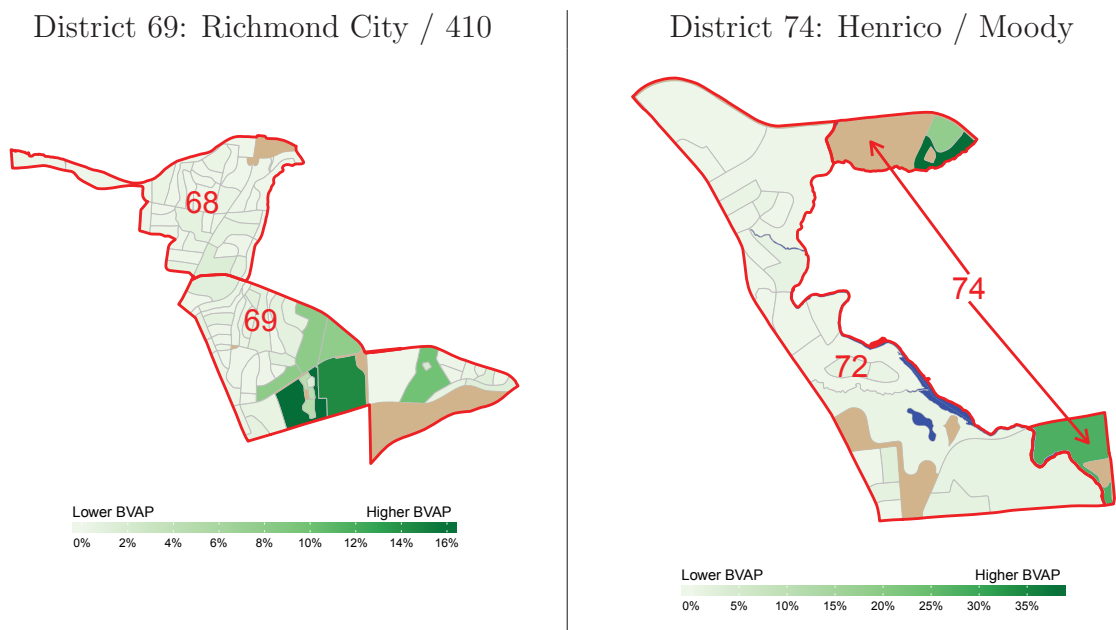 District 69: Richmond City / 410
68
69
Lower BVAP Higher BVAP
0% 2% 4% 6% 8% 10% 12% 14% 16%
District 74: Henrico / Moody
74
72
Lower BVAP Higher BVAP
0% 5% 10% 15% 20% 25% 30% 35%